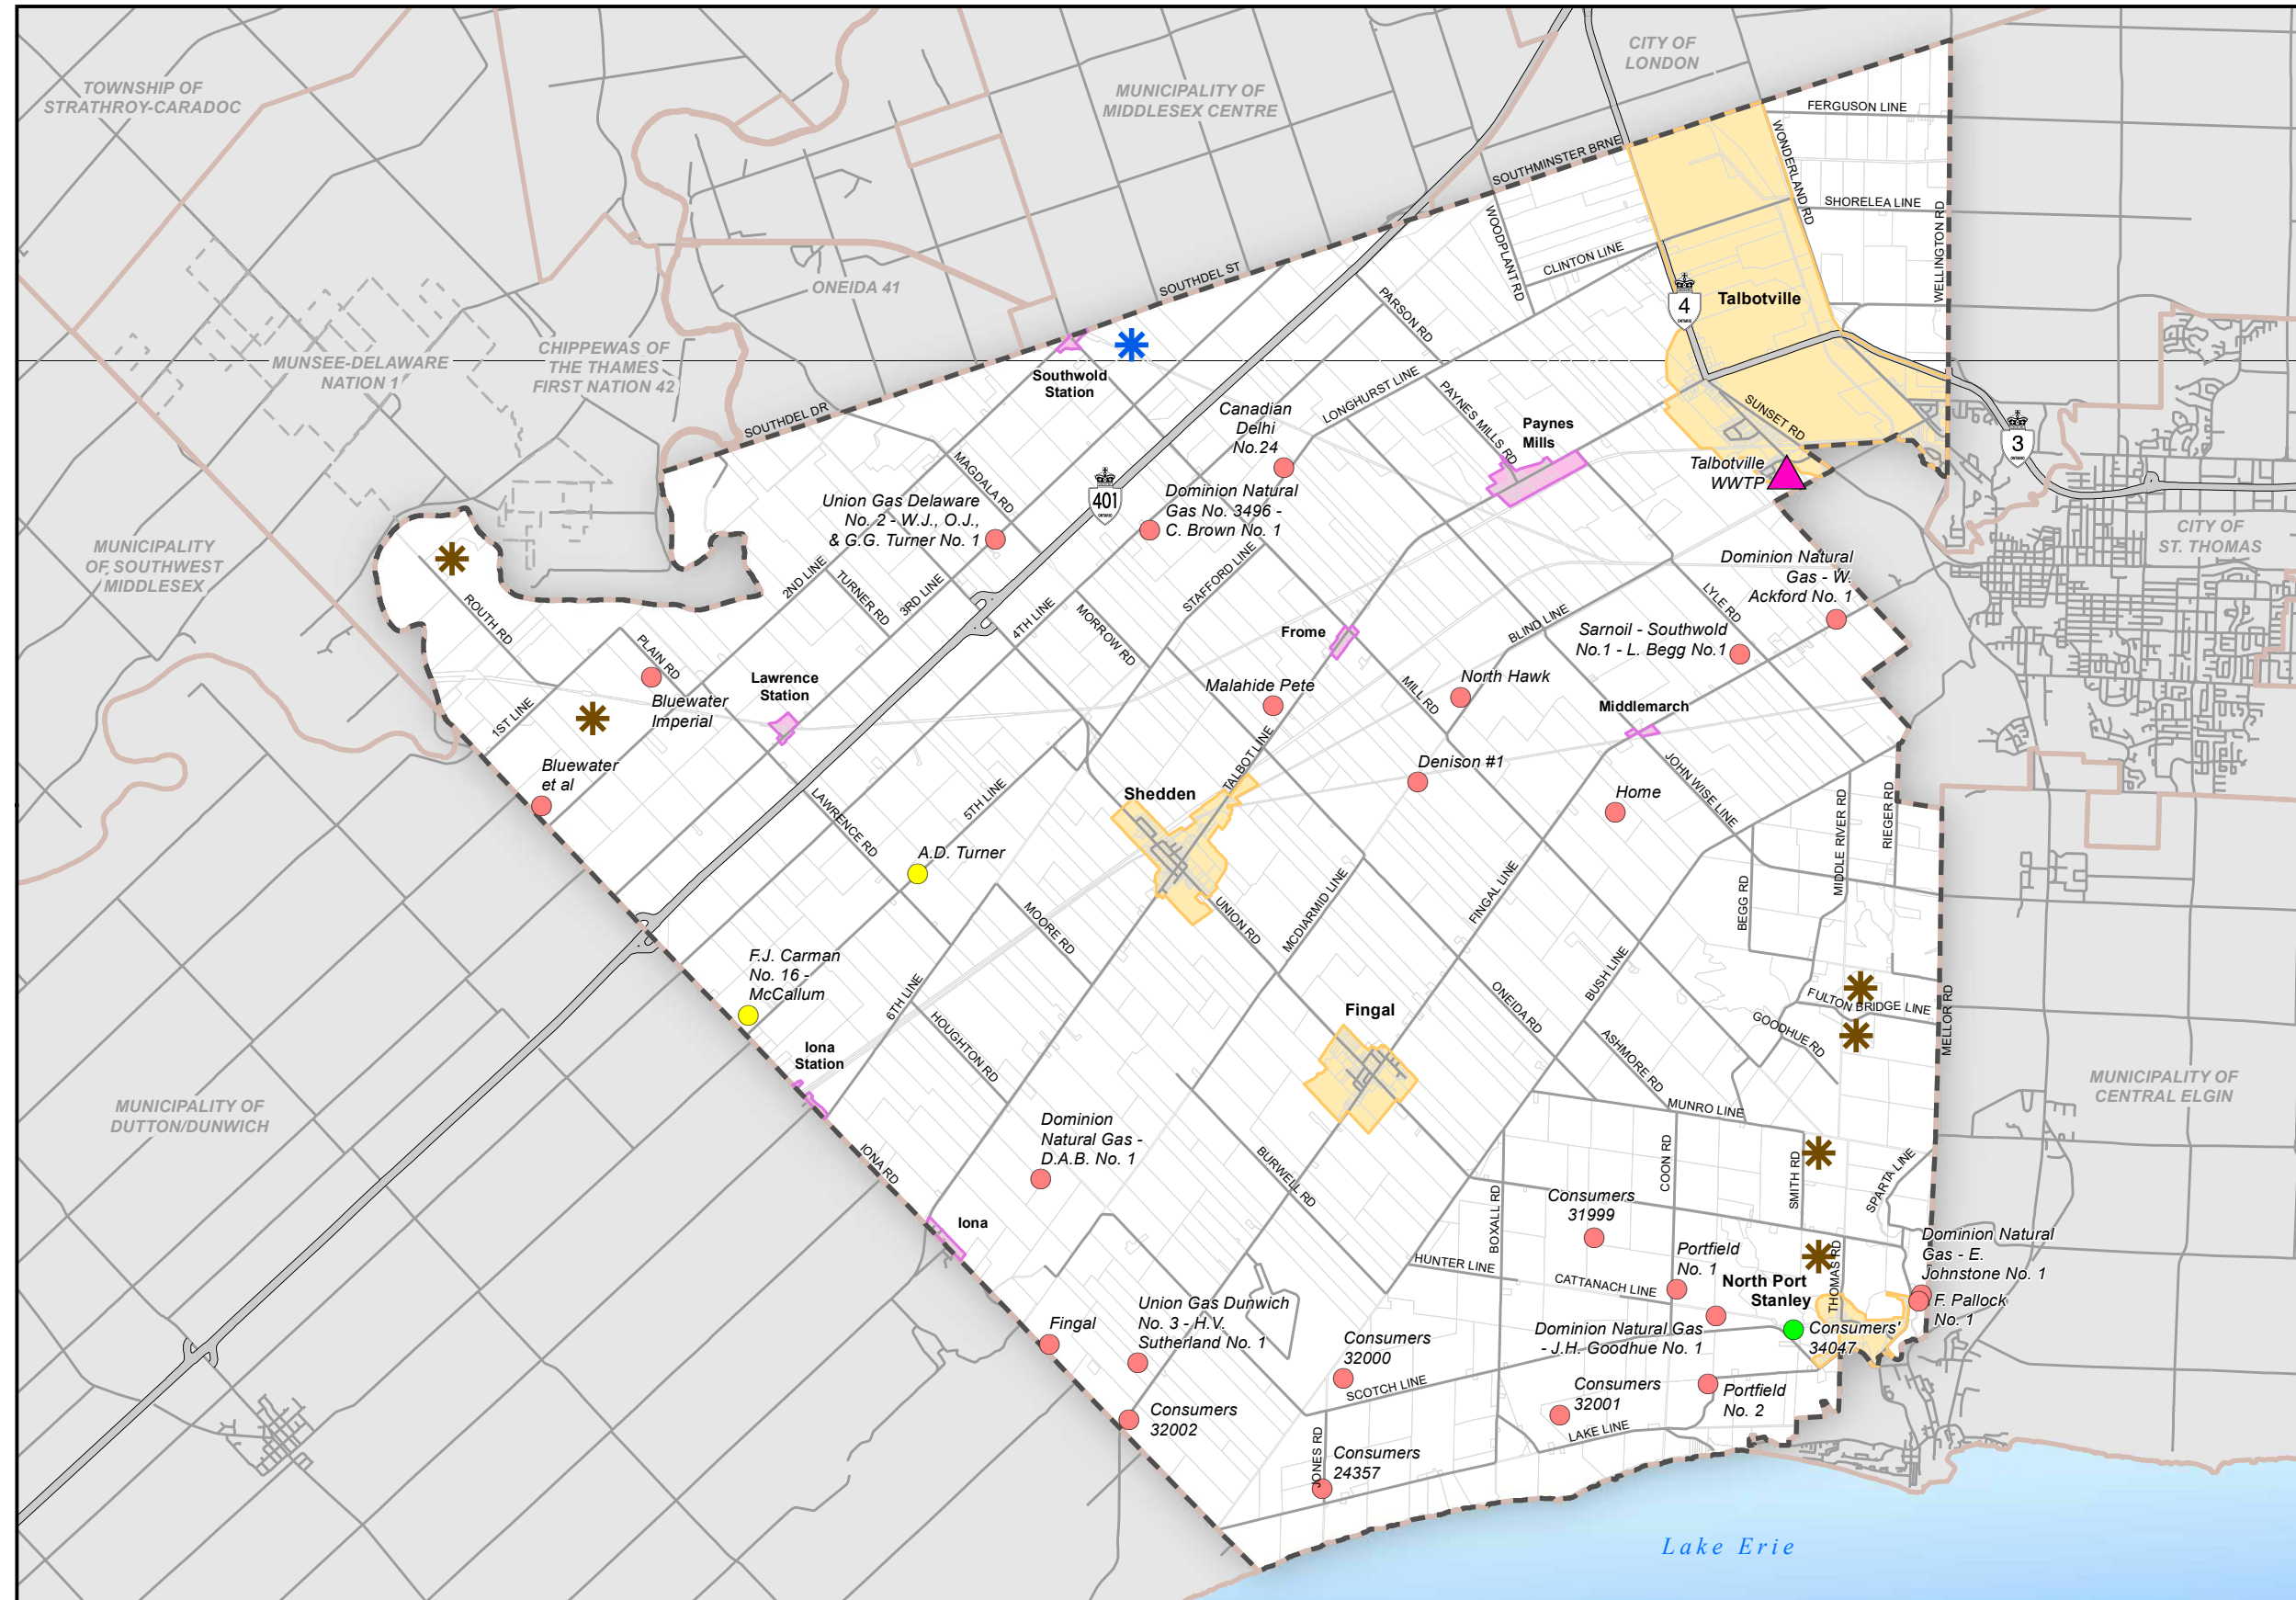 CITY OF
LONDON
TOWNSHIP OF
STRATHROY-CARADOC
MUNICIPALITY OF
MIDDLESEX CENTRE
FERGUSON LINE
WONDERLAND RD
SOUTHMINSTER BRNE
SHORELEA LINE
WELLINGTON RD
WOODPLANT RD
CLINTON LINE
ONEIDA 41
SOUTHDEL ST
PARSON RD
4
ONTARIO
Talbotville
MUNSEE-DELAWARE
NATION 1
CHIPPEWAS OF
THE THAMES
FIRST NATION 42
Southwold
Station
SOUTHDEL DR
LONGHURST LINE
PAYNES MILLS RD
Paynes
Mills
SUNSET RD
3
ONTARIO
Canadian
Delhi
No.24
Talbotville
WWTP
MAGDALA RD
401
ONTARIO
Union Gas Delaware
No. 2 - W.J., O.J.,
& G.G. Turner No. 1
Dominion Natural
Gas No. 3496 -
C. Brown No. 1
CITY OF
ST. THOMAS
MUNICIPALITY
OF SOUTHWEST
MIDDLESEX
2ND LINE
TURNER RD
3RD LINE
STAFFORD LINE
Dominion Natural
Gas - W.
Ackford No. 1
ROUTH RD
4TH LINE
MORROW RD
LYLE RD
BLIND LINE
Frome
Sarnoil - Southwold
No.1 - L. Begg No.1
PLAIN RD
Lawrence
Station
Bluewater
Imperial
Malahide Pete
MILL RD
North Hawk
Middlemarch
1ST LINE
Bluewater
et al
TALBOT LINE
Denison #1
JOHN WISE LINE
Shedden
Home
LAWRENCE RD
5TH LINE
MIDDLE RIVER RD
RIEGER RD
A.D. Turner
BEGG RD
MOORE RD
UNION RD
MCDIARMID LINE
FINGAL LINE
F.J. Carman
No. 16 -
McCallum
6TH LINE
BUSH LINE
ONEIDA RD
FULTON BRIDGE LINE
MELLOR RD
Fingal
GOODHUE RD
Iona
Station
HOUGHTON RD
ASHMORE RD
MUNICIPALITY OF
CENTRAL ELGIN
MUNICIPALITY OF
DUTTON/DUNWICH
MUNRO LINE
Dominion
Natural Gas -
D.A.B. No. 1
IONA RD
BURWELL RD
COON RD
SMITH RD
SPARTA LINE
Iona
BOXALL RD
Consumers
31999
HUNTER LINE
CATTANACH LINE
Portfield
No. 1
THOMAS RD
Dominion Natural
Gas - E.
Johnstone No. 1
North Port
Stanley
F. Pallock
No. 1
Fingal
Union Gas Dunwich
No. 3 - H.V.
Sutherland No. 1
Consumers
32000
Dominion Natural Gas
- J.H. Goodhue No. 1
Consumers'
34047
SCOTCH LINE
Consumers
32001
Portfield
No. 2
Consumers
32002
LAKE LINE
JONES RD
Consumers
24357
Lake Erie